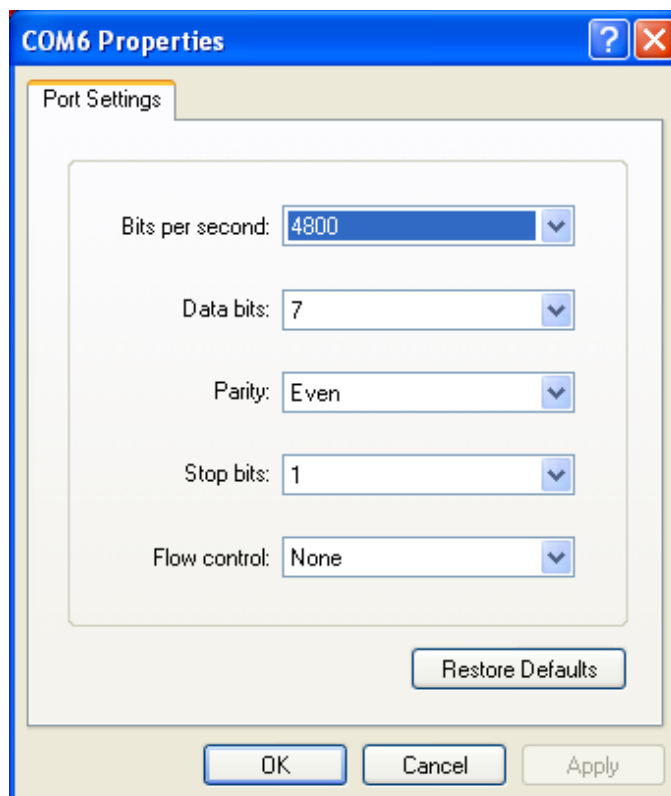 COM6 Properties
Port Settings
Bits per second: 4800
Data bits: 7
Parity: Even
Stop bits: 1
Flow control: None
Restore Defaults
OK Cancel Apply